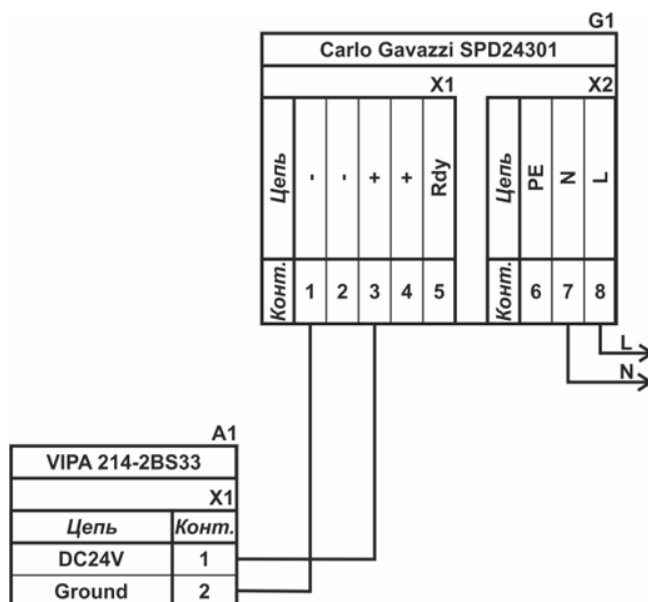 G1
Carlo Gavazzi SPD24301
X1 X2
Цепь - - + + Rdy Цепь PE N L
Конт. 1 2 3 4 5 Конт. 6 7 8
L
N
A1
VIPA 214-2BS33
X1
Цепь Конт.
DC24V 1
Ground 2